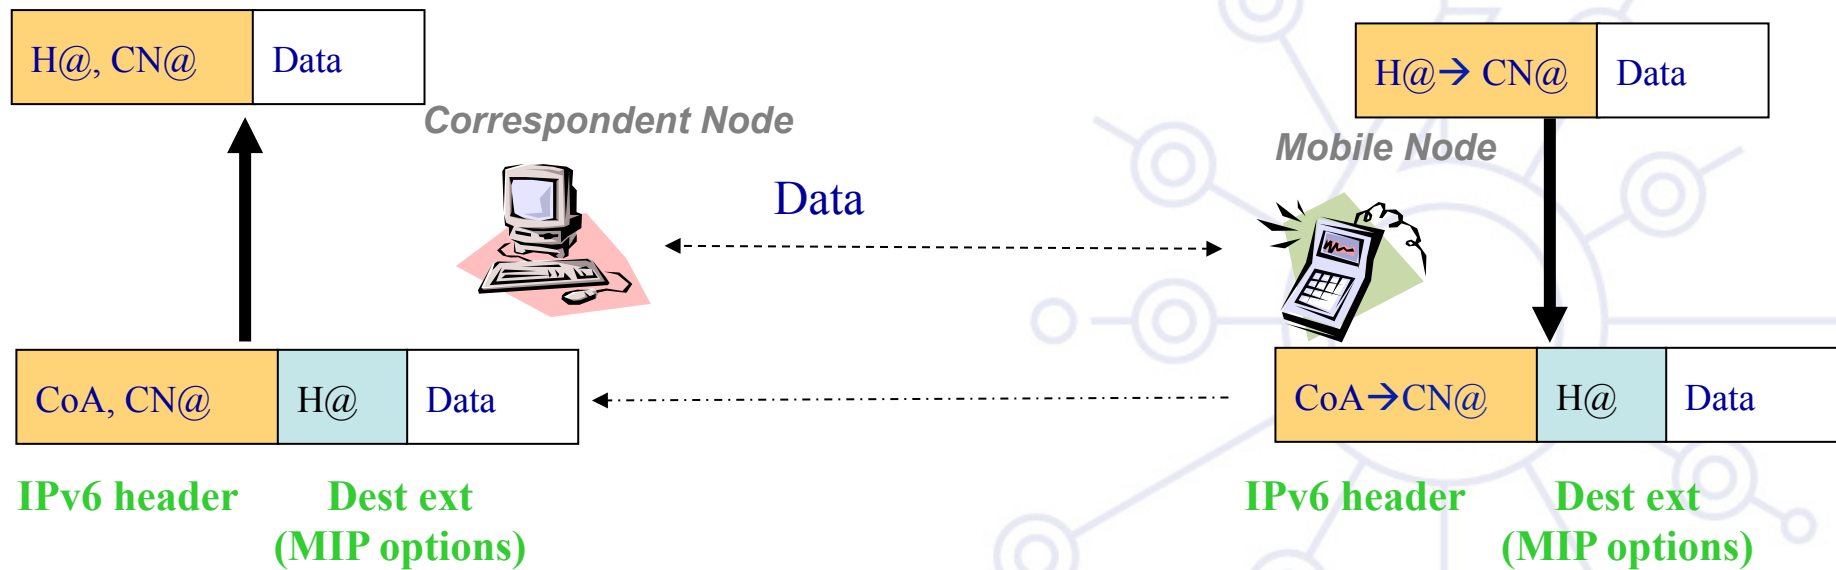 H@, CN@ Data
H@→ CN@ Data
Correspondent Node
Mobile Node
Data
CoA, CN@ H@ Data
CoA→CN@ H@ Data
IPv6 header Dest ext
(MIP options)
IPv6 header Dest ext
(MIP options)